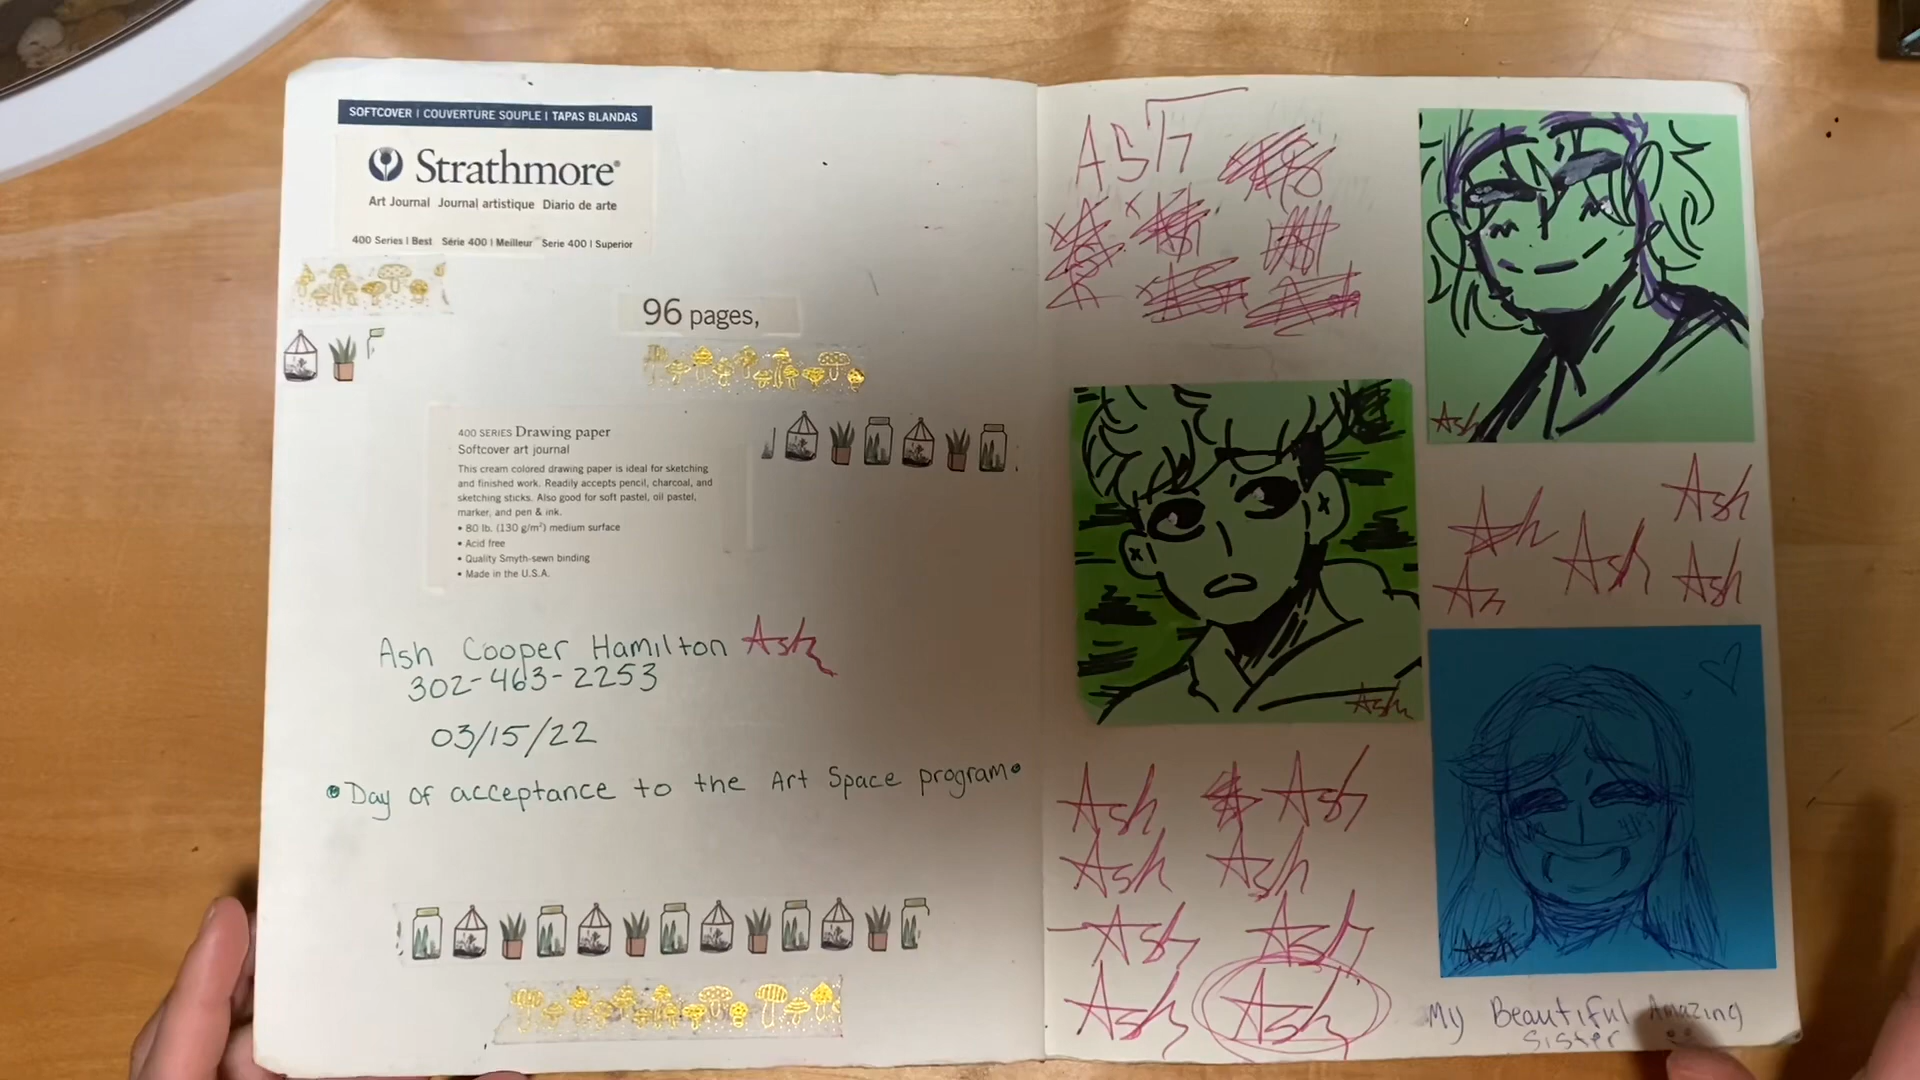 SOFTCOVER | COUVERTURE SOUPLE | TAPAS BLANDAS
Strathmore®
Art Journal Journal artistique Diario de arte
400 Series | Best Série 400 | Meilleur Serie 400 | Superior
96 pages,
400 SERIES Drawing paper
Softcover art journal
This cream colored drawing paper is ideal for sketching
and finished work. Readily accepts pencil, charcoal, and
sketching sticks. Also good for soft pastel, oil pastel,
marker, and pen & ink.
• 80 lb. (130 g/m²) medium surface
• Acid free
• Quality Smyth-sewn binding
• Made in the U.S.A.
Ash Cooper Hamilton Ash
302-463-2253
03/15/22
• Day of acceptance to the Art Space program •
ASh
Ash
Ash
Ash
Ash
Ash
Ash
Ash
Ash Ash
Ash Ash
Ash Ash
Ash Ash
Ash
My Beautiful Amazing
Sister